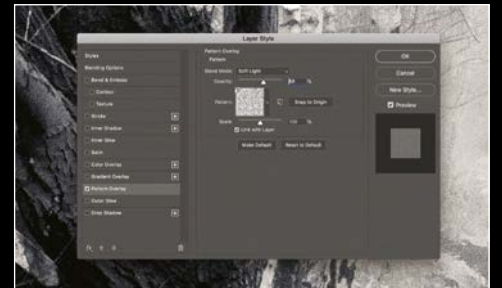 Layer Style
Styles
Blending Options
Bevel & Emboss
Contour
Texture
Stroke
Inner Shadow
Inner Glow
Satin
Color Overlay
Gradient Overlay
Pattern Overlay
Outer Glow
Drop Shadow
fx
Pattern Overlay
Pattern
Blend Mode: Soft Light
Opacity: %
Pattern: Snap to Origin
Scale: 100 %
Link with Layer
Make Default Reset to Default
OK
Cancel
New Style...
Preview